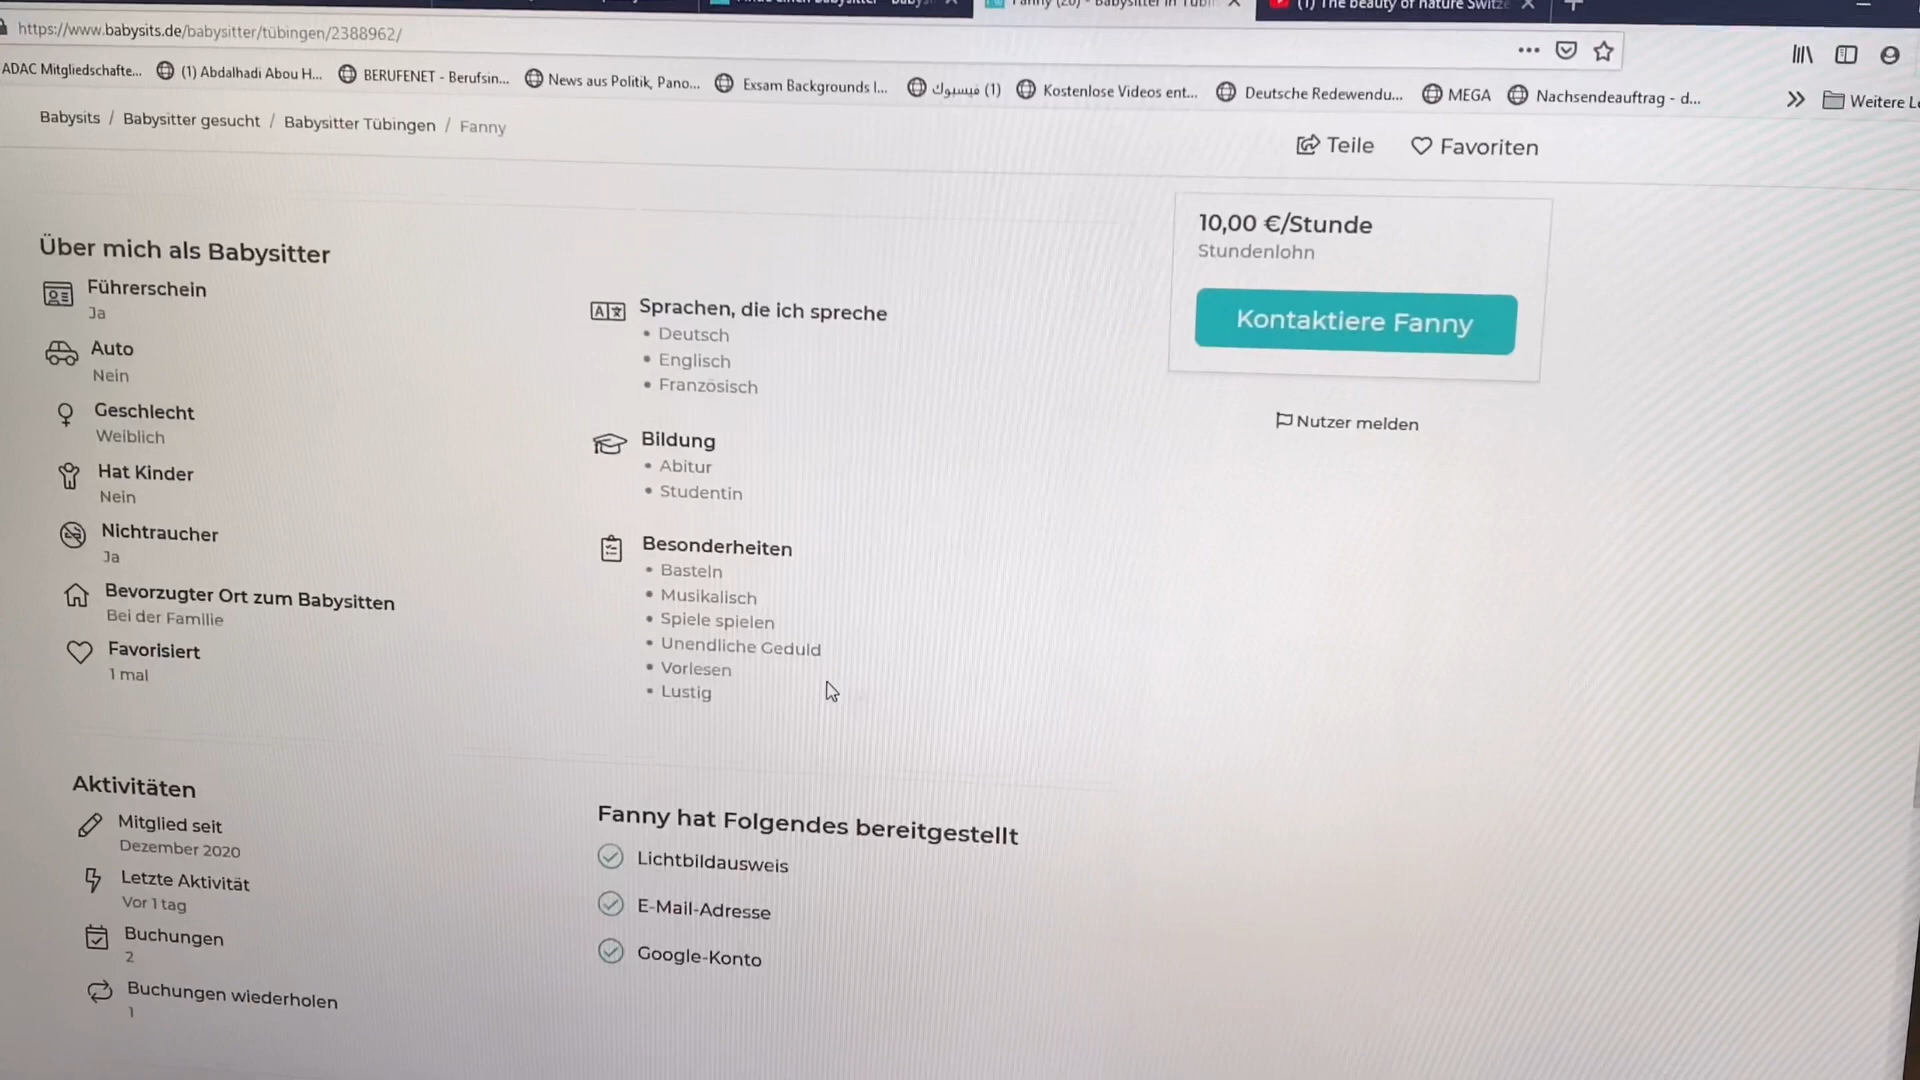 https://www.babysits.de/babysitter/tübingen/2388962/
ADAC Mitgliedschafte...
(1) Abdalhadi Abou H...
BERUFENET - Berufsin...
News aus Politik, Pano...
Exsam Backgrounds I...
(1) فيسبوك
Kostenlose Videos ent...
Deutsche Redewendu...
MEGA
Nachsendeauftrag - d...
Weitere Le
Babysits / Babysitter gesucht / Babysitter Tübingen / Fanny
Teile
Favoriten
10,00 €/Stunde
Stundenlohn
Kontaktiere Fanny
Nutzer melden
Über mich als Babysitter
Führerschein
Ja
Auto
Nein
Geschlecht
Weiblich
Hat Kinder
Nein
Nichtraucher
Ja
Bevorzugter Ort zum Babysitten
Bei der Familie
Favorisiert
1 mal
Sprachen, die ich spreche
• Deutsch
• Englisch
• Französisch
Bildung
• Abitur
• Studentin
Besonderheiten
• Basteln
• Musikalisch
• Spiele spielen
• Unendliche Geduld
• Vorlesen
• Lustig
Aktivitäten
Mitglied seit
Dezember 2020
Letzte Aktivität
Vor 1 tag
Buchungen
2
Buchungen wiederholen
1
Fanny hat Folgendes bereitgestellt
Lichtbildausweis
E-Mail-Adresse
Google-Konto